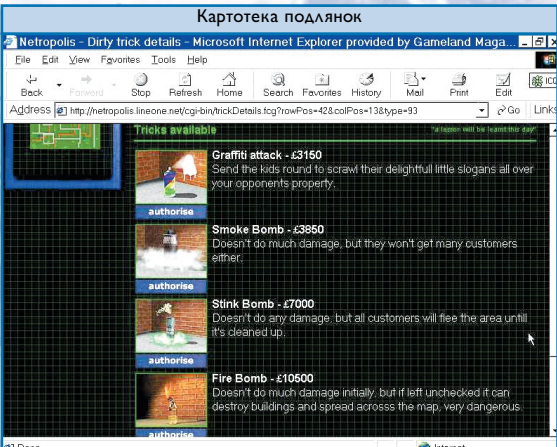 Картотека подлянок
Netropolis - Dirty trick details - Microsoft Internet Explorer provided by Gameland Maga...
File Edit View Favorites Tools Help
Back Forward Stop Refresh Home Search Favorites History Mail Print Edit ICQ
Address http://netropolis.lineone.net/cgi-bin/trickDetails.fcg?rowPos=42&colPos=13&type=93 Go Links
Tricks available "a lesson will be learnt this day"
Graffiti attack - £3150
Send the kids round to scrawl their delightfull little slogans all over
your opponents property.
authorise
Smoke Bomb - £3850
Doesn't do much damage, but they won't get many customers
either.
authorise
Stink Bomb - £7000
Doesn't do any damage, but all customers will flee the area untill
it's cleaned up.
authorise
Fire Bomb - £10500
Doesn't do much damage initially, but if left unchecked it can
destroy buildings and spread acrosss the map, very dangerous.
authorise